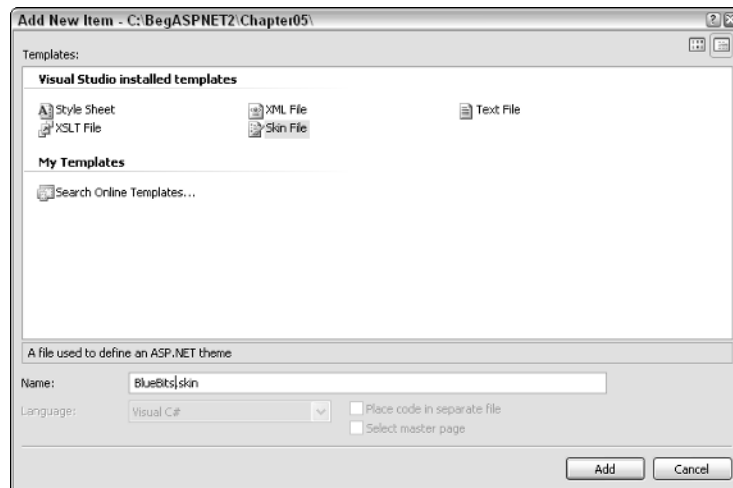 Add New Item - C:\BegASPNET2\Chapter05\
Templates:
Visual Studio installed templates
Style Sheet
XML File
Text File
XSLT File
Skin File
My Templates
Search Online Templates...
A file used to define an ASP.NET theme
Name:
BlueBits.skin
Language:
Visual C#
Place code in separate file
Select master page
Add
Cancel